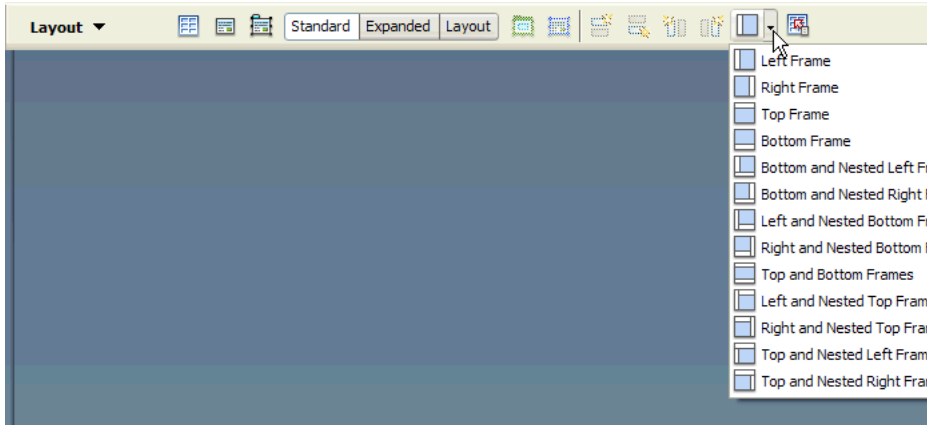 Layout
Standard Expanded Layout
Left Frame
Right Frame
Top Frame
Bottom Frame
Bottom and Nested Left
Bottom and Nested Right
Left and Nested Bottom
Right and Nested Bottom
Top and Bottom Frames
Left and Nested Top
Right and Nested Top
Top and Nested Left
Top and Nested Right